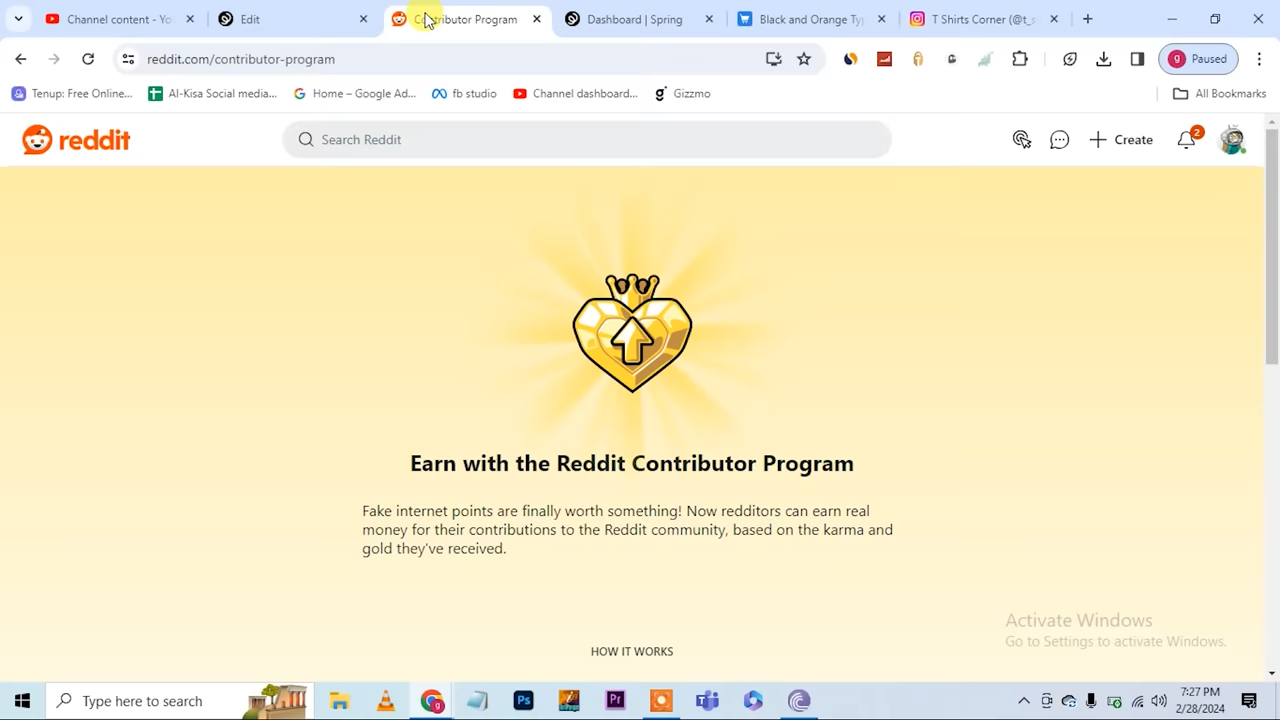 Channel content - Yo
Edit
Contributor Program
Dashboard | Spring
Black and Orange Typ
T Shirts Corner (@t_s
reddit.com/contributor-program
g
Paused
Tenup: Free Online...
Al-Kisa Social media...
Home – Google Ad...
fb studio
Channel dashboard...
Gizzmo
All Bookmarks
reddit
Search Reddit
Create
2
Earn with the Reddit Contributor Program
Fake internet points are finally worth something! Now redditors can earn real
money for their contributions to the Reddit community, based on the karma and
gold they've received.
HOW IT WORKS
Activate Windows
Go to Settings to activate Windows.
Type here to search
Ps
Pr
7:27 PM
2/28/2024